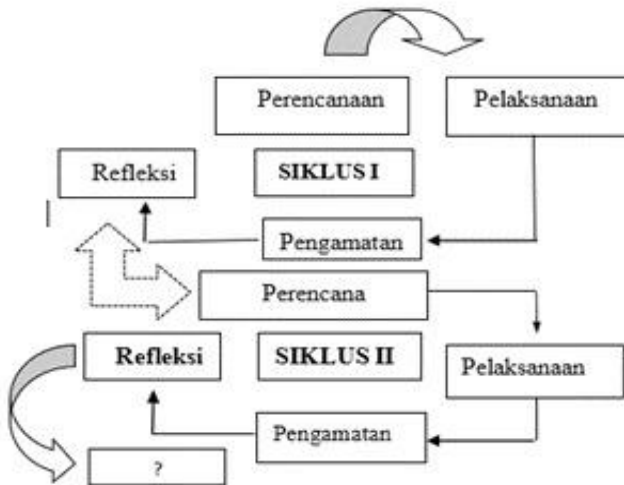 Perencanaan
Pelaksanaan
Refleksi
SIKLUS I
Pengamatan
Perencana
Refleksi
SIKLUS II
Pelaksanaan
Pengamatan
?